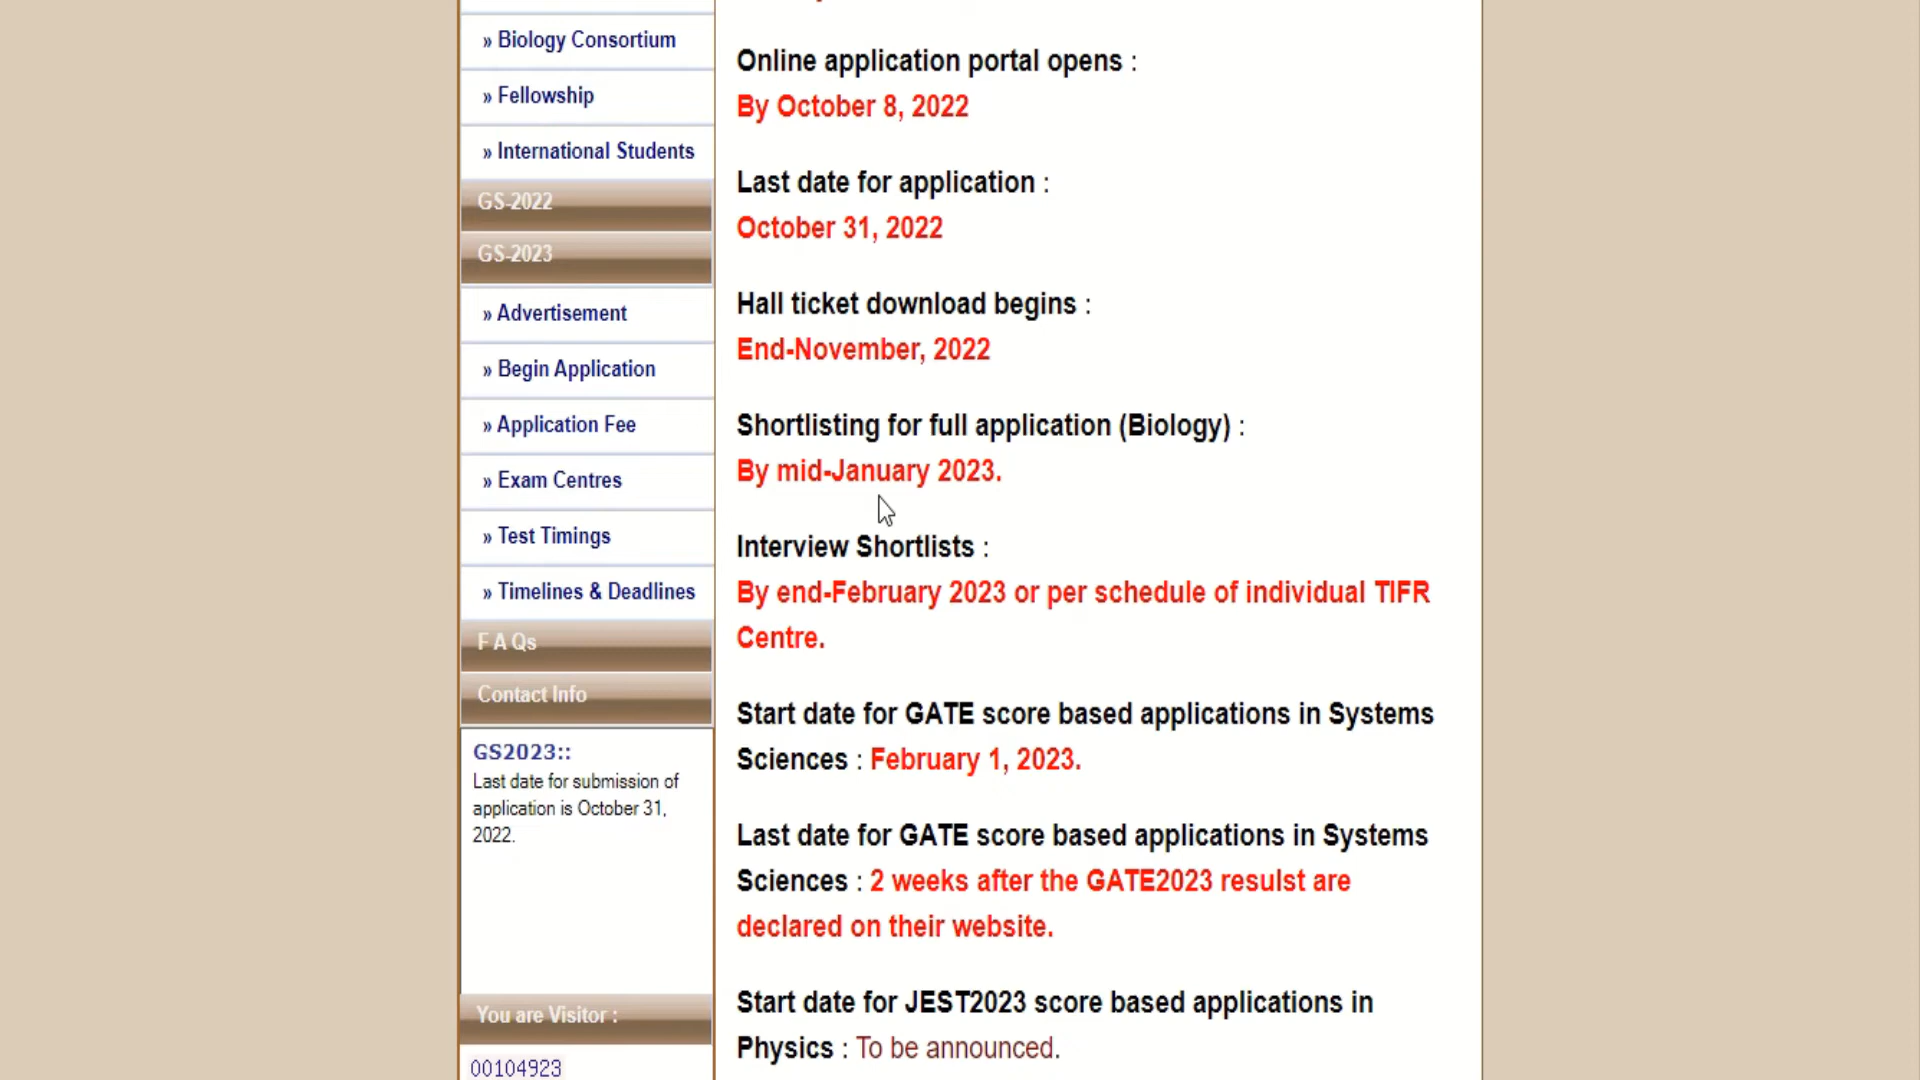 » Biology Consortium
» Fellowship
» International Students
GS-2022
GS-2023
» Advertisement
» Begin Application
» Application Fee
» Exam Centres
» Test Timings
» Timelines & Deadlines
F A Qs
Contact Info
GS2023::
Last date for submission of
application is October 31,
2022.
You are Visitor :
00104923
Online application portal opens :
By October 8, 2022
Last date for application :
October 31, 2022
Hall ticket download begins :
End-November, 2022
Shortlisting for full application (Biology) :
By mid-January 2023.
Interview Shortlists :
By end-February 2023 or per schedule of individual TIFR
Centre.
Start date for GATE score based applications in Systems
Sciences : February 1, 2023.
Last date for GATE score based applications in Systems
Sciences : 2 weeks after the GATE2023 resulst are
declared on their website.
Start date for JEST2023 score based applications in
Physics : To be announced.